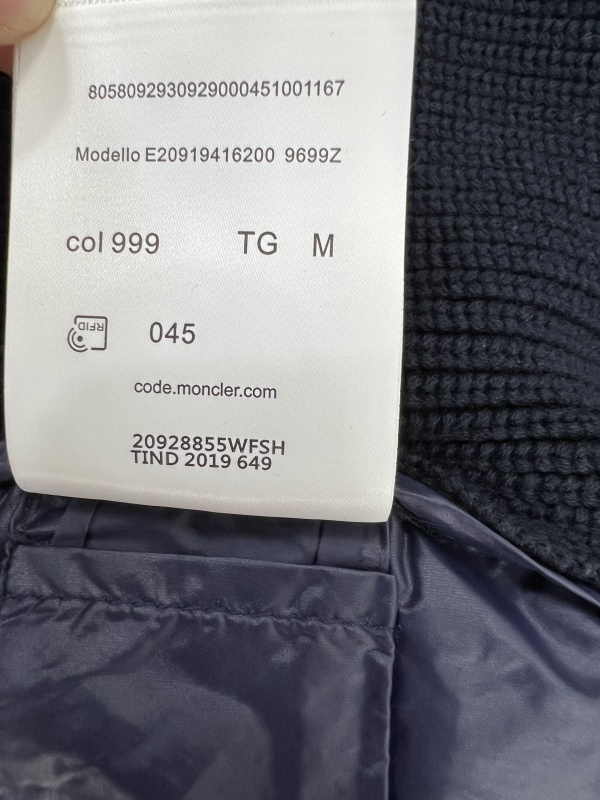 8058092930929000451001167
Modello E20919416200 9699Z
col 999 TG M
RFID 045
code.moncler.com
20928855WFSH
TIND 2019 649